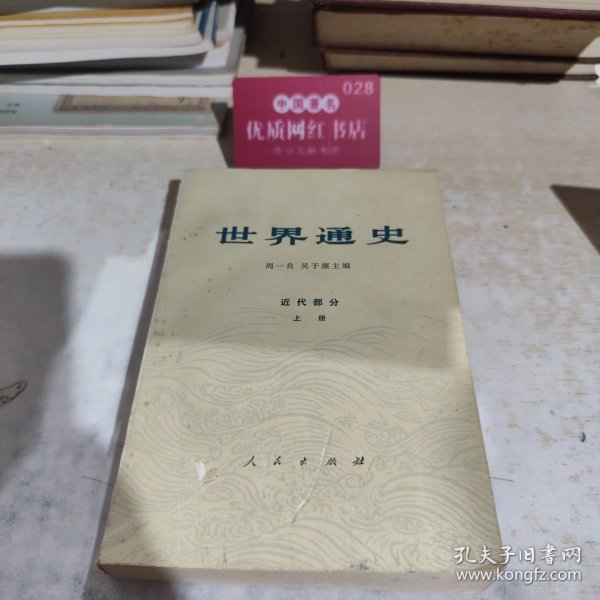 028
中国著名
优质网红书店
世界通史
周一良 吴于廑主编
近代部分
上册
人民出版社
孔夫子旧书网
www.kongfz.com